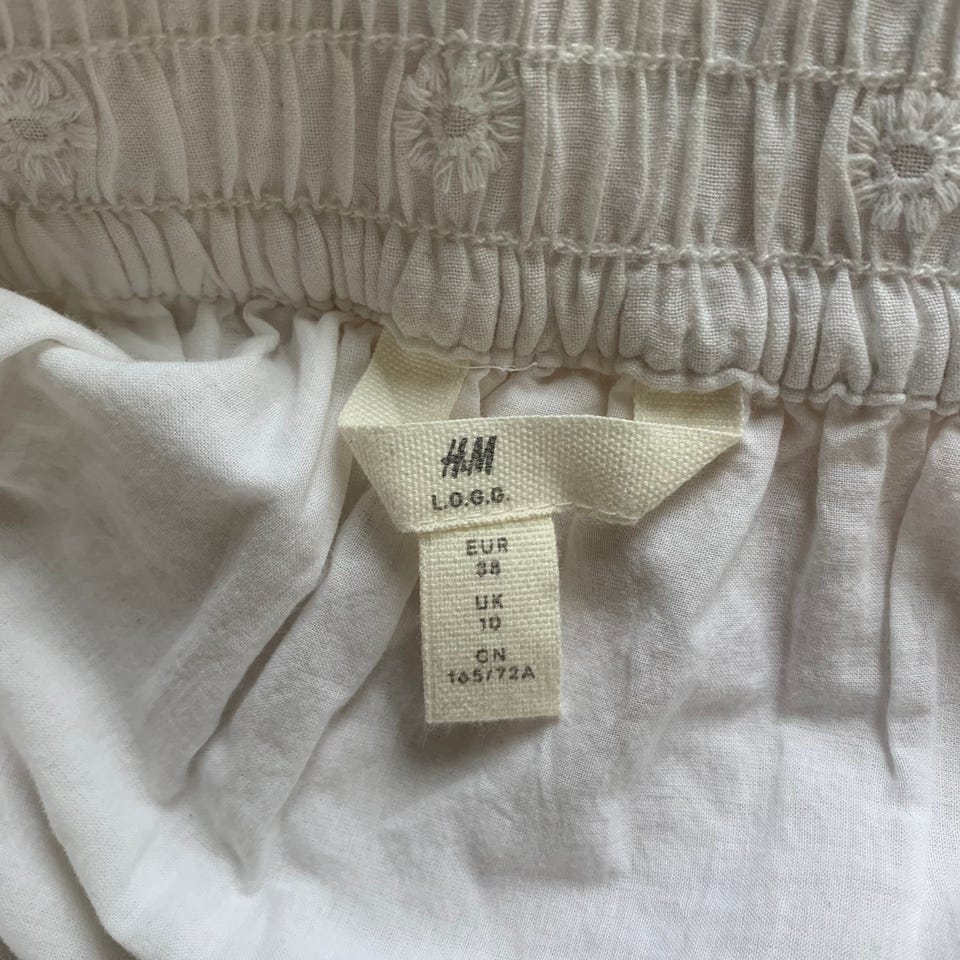 H&M
L.O.G.G.
EUR
38
UK
10
CN
165/72A